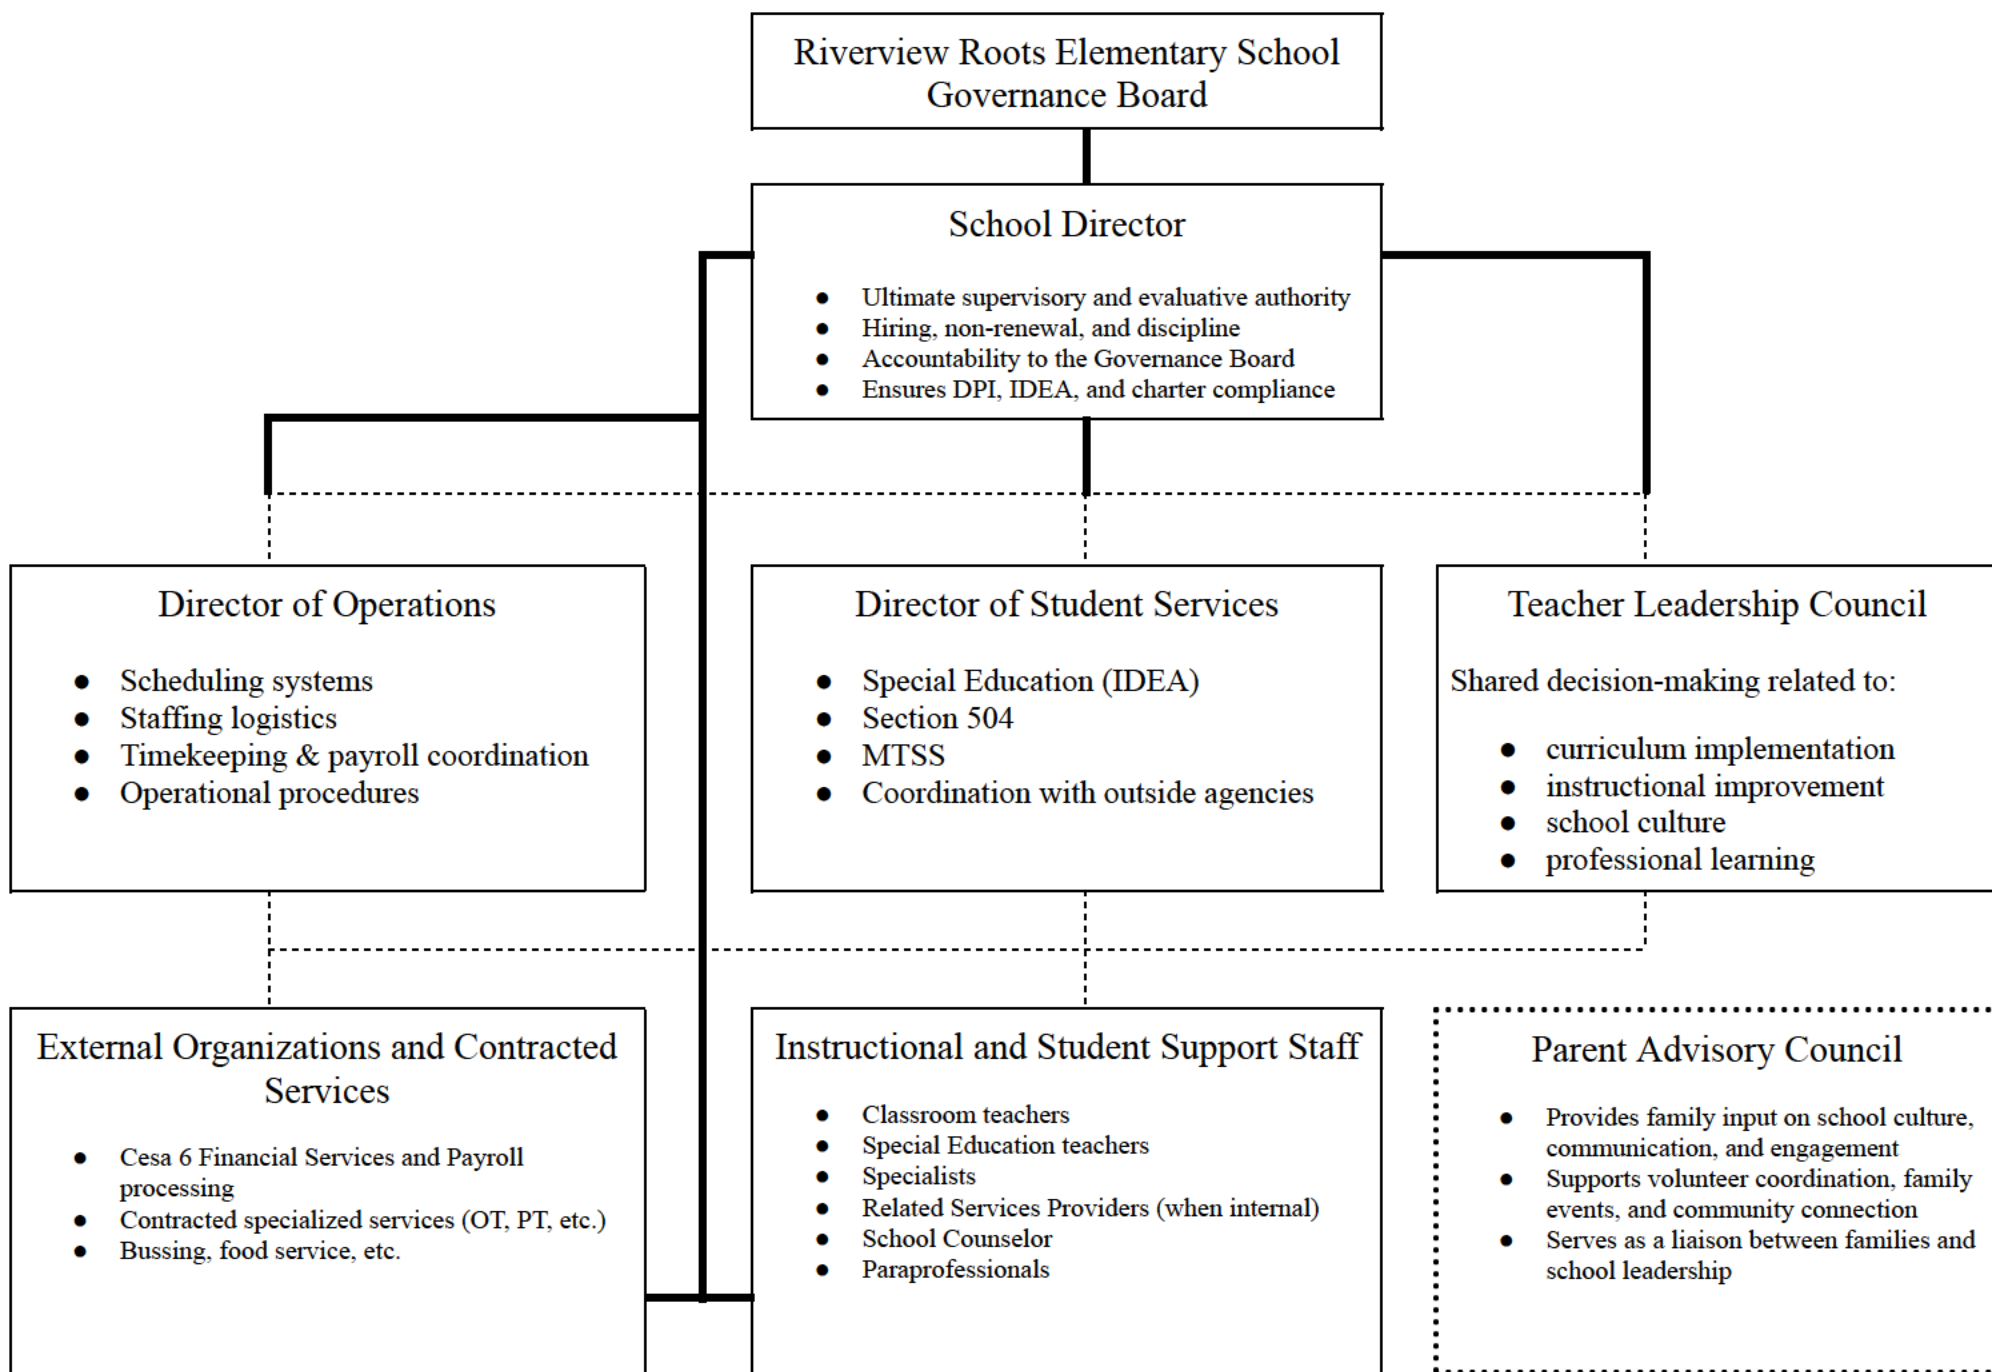 Riverview Roots Elementary School
Governance Board
School Director
● Ultimate supervisory and evaluative authority
● Hiring, non-renewal, and discipline
● Accountability to the Governance Board
● Ensures DPI, IDEA, and charter compliance
Director of Operations
● Scheduling systems
● Staffing logistics
● Timekeeping & payroll coordination
● Operational procedures
Director of Student Services
● Special Education (IDEA)
● Section 504
● MTSS
● Coordination with outside agencies
Teacher Leadership Council
Shared decision-making related to:
● curriculum implementation
● instructional improvement
● school culture
● professional learning
External Organizations and Contracted
Services
● Cesa 6 Financial Services and Payroll
processing
● Contracted specialized services (OT, PT, etc.)
● Bussing, food service, etc.
Instructional and Student Support Staff
● Classroom teachers
● Special Education teachers
● Specialists
● Related Services Providers (when internal)
● School Counselor
● Paraprofessionals
Parent Advisory Council
● Provides family input on school culture,
communication, and engagement
● Supports volunteer coordination, family
events, and community connection
● Serves as a liaison between families and
school leadership